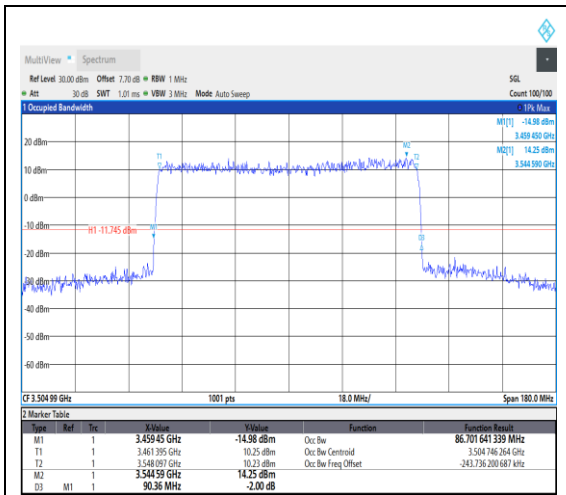 MultiView Spectrum
Ref Level 30.00 dBm Offset 7.70 dB RBW 1 MHz SGL
Att 30 dB SWT 1.01 ms VBW 3 MHz Mode Auto Sweep Count 100/100
1 Occupied Bandwidth 1Pk Max
M1[1] -14.98 dBm
3.459 450 GHz
M2[1] 14.25 dBm
3.544 590 GHz
20 dBm
T1 M2 T2
10 dBm
0 dBm
-10 dBm
H1 -11.745 dBm M1
D3
-20 dBm
-30 dBm
-40 dBm
-50 dBm
-60 dBm
CF 3.504 99 GHz 1001 pts 18.0 MHz/ Span 180.0 MHz
2 Marker Table
Type Ref Trc X-Value Y-Value Function Function Result
M1 1 3.459 45 GHz -14.98 dBm Occ Bw 86.701 641 339 MHz
T1 1 3.461 395 GHz 10.25 dBm Occ Bw Centroid 3.504 746 264 GHz
T2 1 3.548 097 GHz 10.23 dBm Occ Bw Freq Offset -243.736 200 687 kHz
M2 1 3.544 59 GHz 14.25 dBm
D3 M1 1 90.36 MHz -2.00 dB